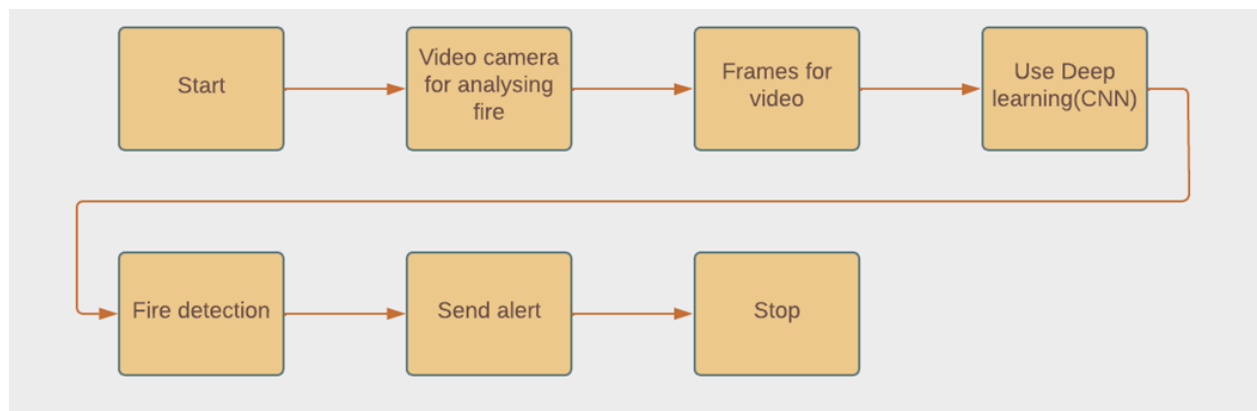 Start
Video camera
for analysing
fire
Frames for
video
Use Deep
learning(CNN)
Fire detection
Send alert
Stop